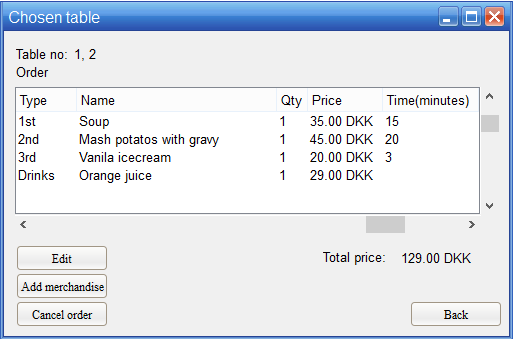 Chosen table
Table no: 1, 2
Order
Type Name Qty Price Time(minutes)
1st Soup 1 35.00 DKK 15
2nd Mash potatos with gravy 1 45.00 DKK 20
3rd Vanila icecream 1 20.00 DKK 3
Drinks Orange juice 1 29.00 DKK
Edit Total price: 129.00 DKK
Add merchandise
Cancel order Back